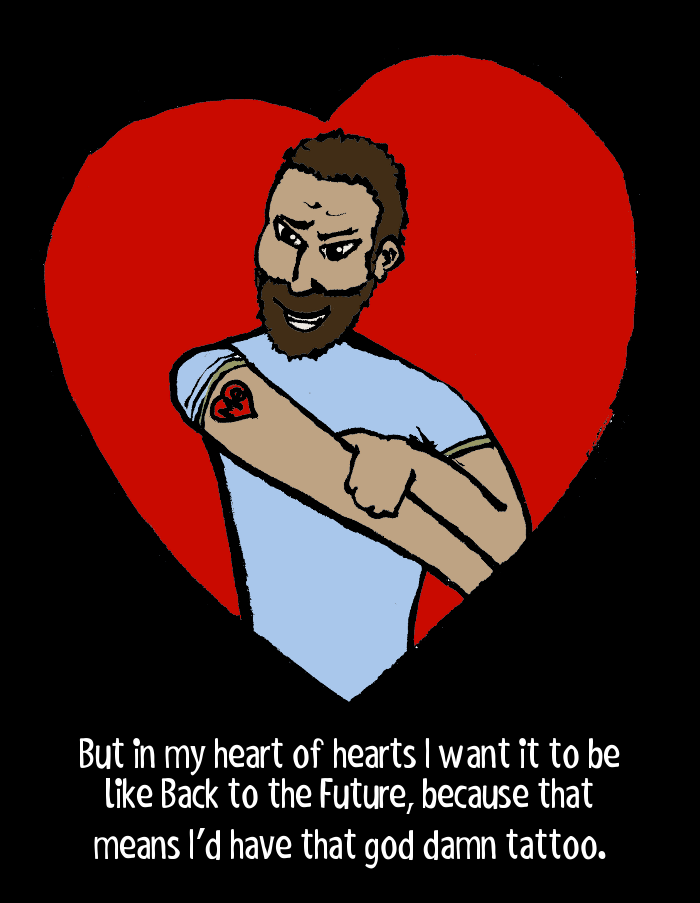 Me
But in my heart of hearts I want it to be
like Back to the Future, because that
means I'd have that god damn tattoo.